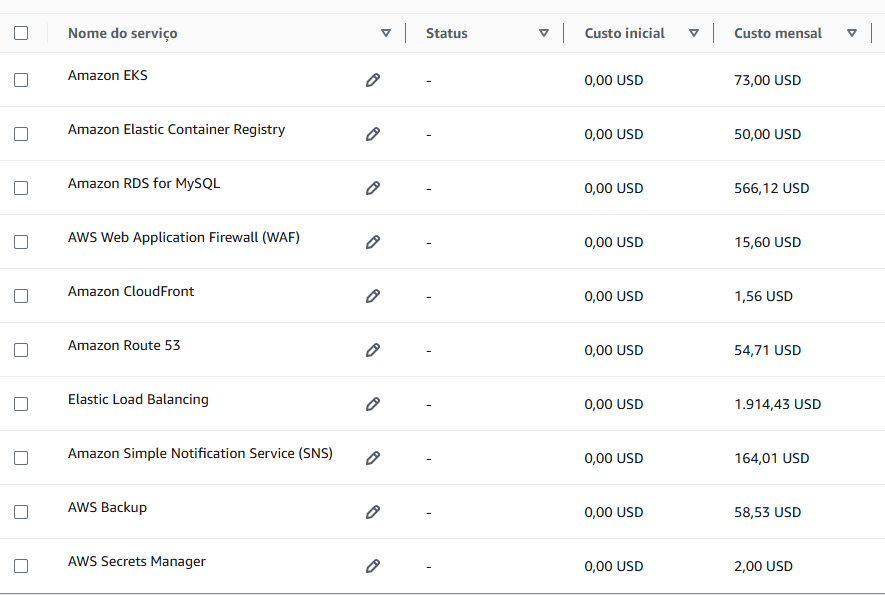 Nome do serviço Status Custo inicial Custo mensal
Amazon EKS - 0,00 USD 73,00 USD
Amazon Elastic Container Registry - 0,00 USD 50,00 USD
Amazon RDS for MySQL - 0,00 USD 566,12 USD
AWS Web Application Firewall (WAF) - 0,00 USD 15,60 USD
Amazon CloudFront - 0,00 USD 1,56 USD
Amazon Route 53 - 0,00 USD 54,71 USD
Elastic Load Balancing - 0,00 USD 1.914,43 USD
Amazon Simple Notification Service (SNS) - 0,00 USD 164,01 USD
AWS Backup - 0,00 USD 58,53 USD
AWS Secrets Manager - 0,00 USD 2,00 USD